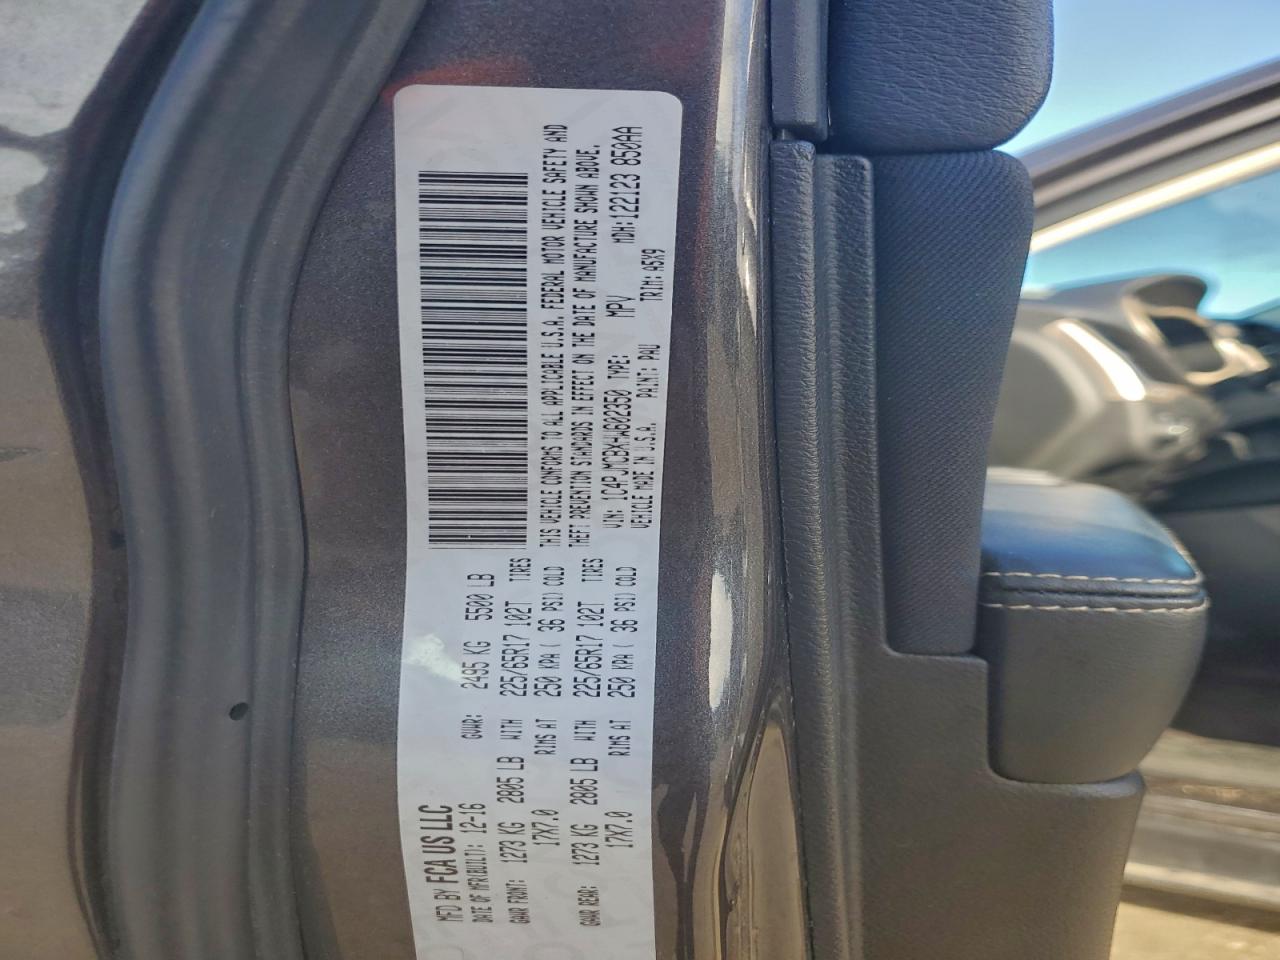 MFD BY FCA US LLC
DATE OF MFR(BUILT): 12-16 GVWR: 2495 KG 5500 LB
GAWR FRONT: 1273 KG 2805 LB WITH 225/65R17 102T TIRES
17X7.0 RIMS AT 250 KPA ( 36 PSI) COLD
GAWR REAR: 1273 KG 2805 LB WITH 225/65R17 102T TIRES
17X7.0 RIMS AT 250 KPA ( 36 PSI) COLD
THIS VEHICLE CONFORMS TO ALL APPLICABLE U.S.A. FEDERAL MOTOR VEHICLE SAFETY AND
THEFT PREVENTION STANDARDS IN EFFECT ON THE DATE OF MANUFACTURE SHOWN ABOVE.
VIN: 1C4PJMCBXHW602350 TYPE: MPV MDH: 122123 850AA
VEHICLE MADE IN U.S.A. PAINT: PAU TRIM: A5X9